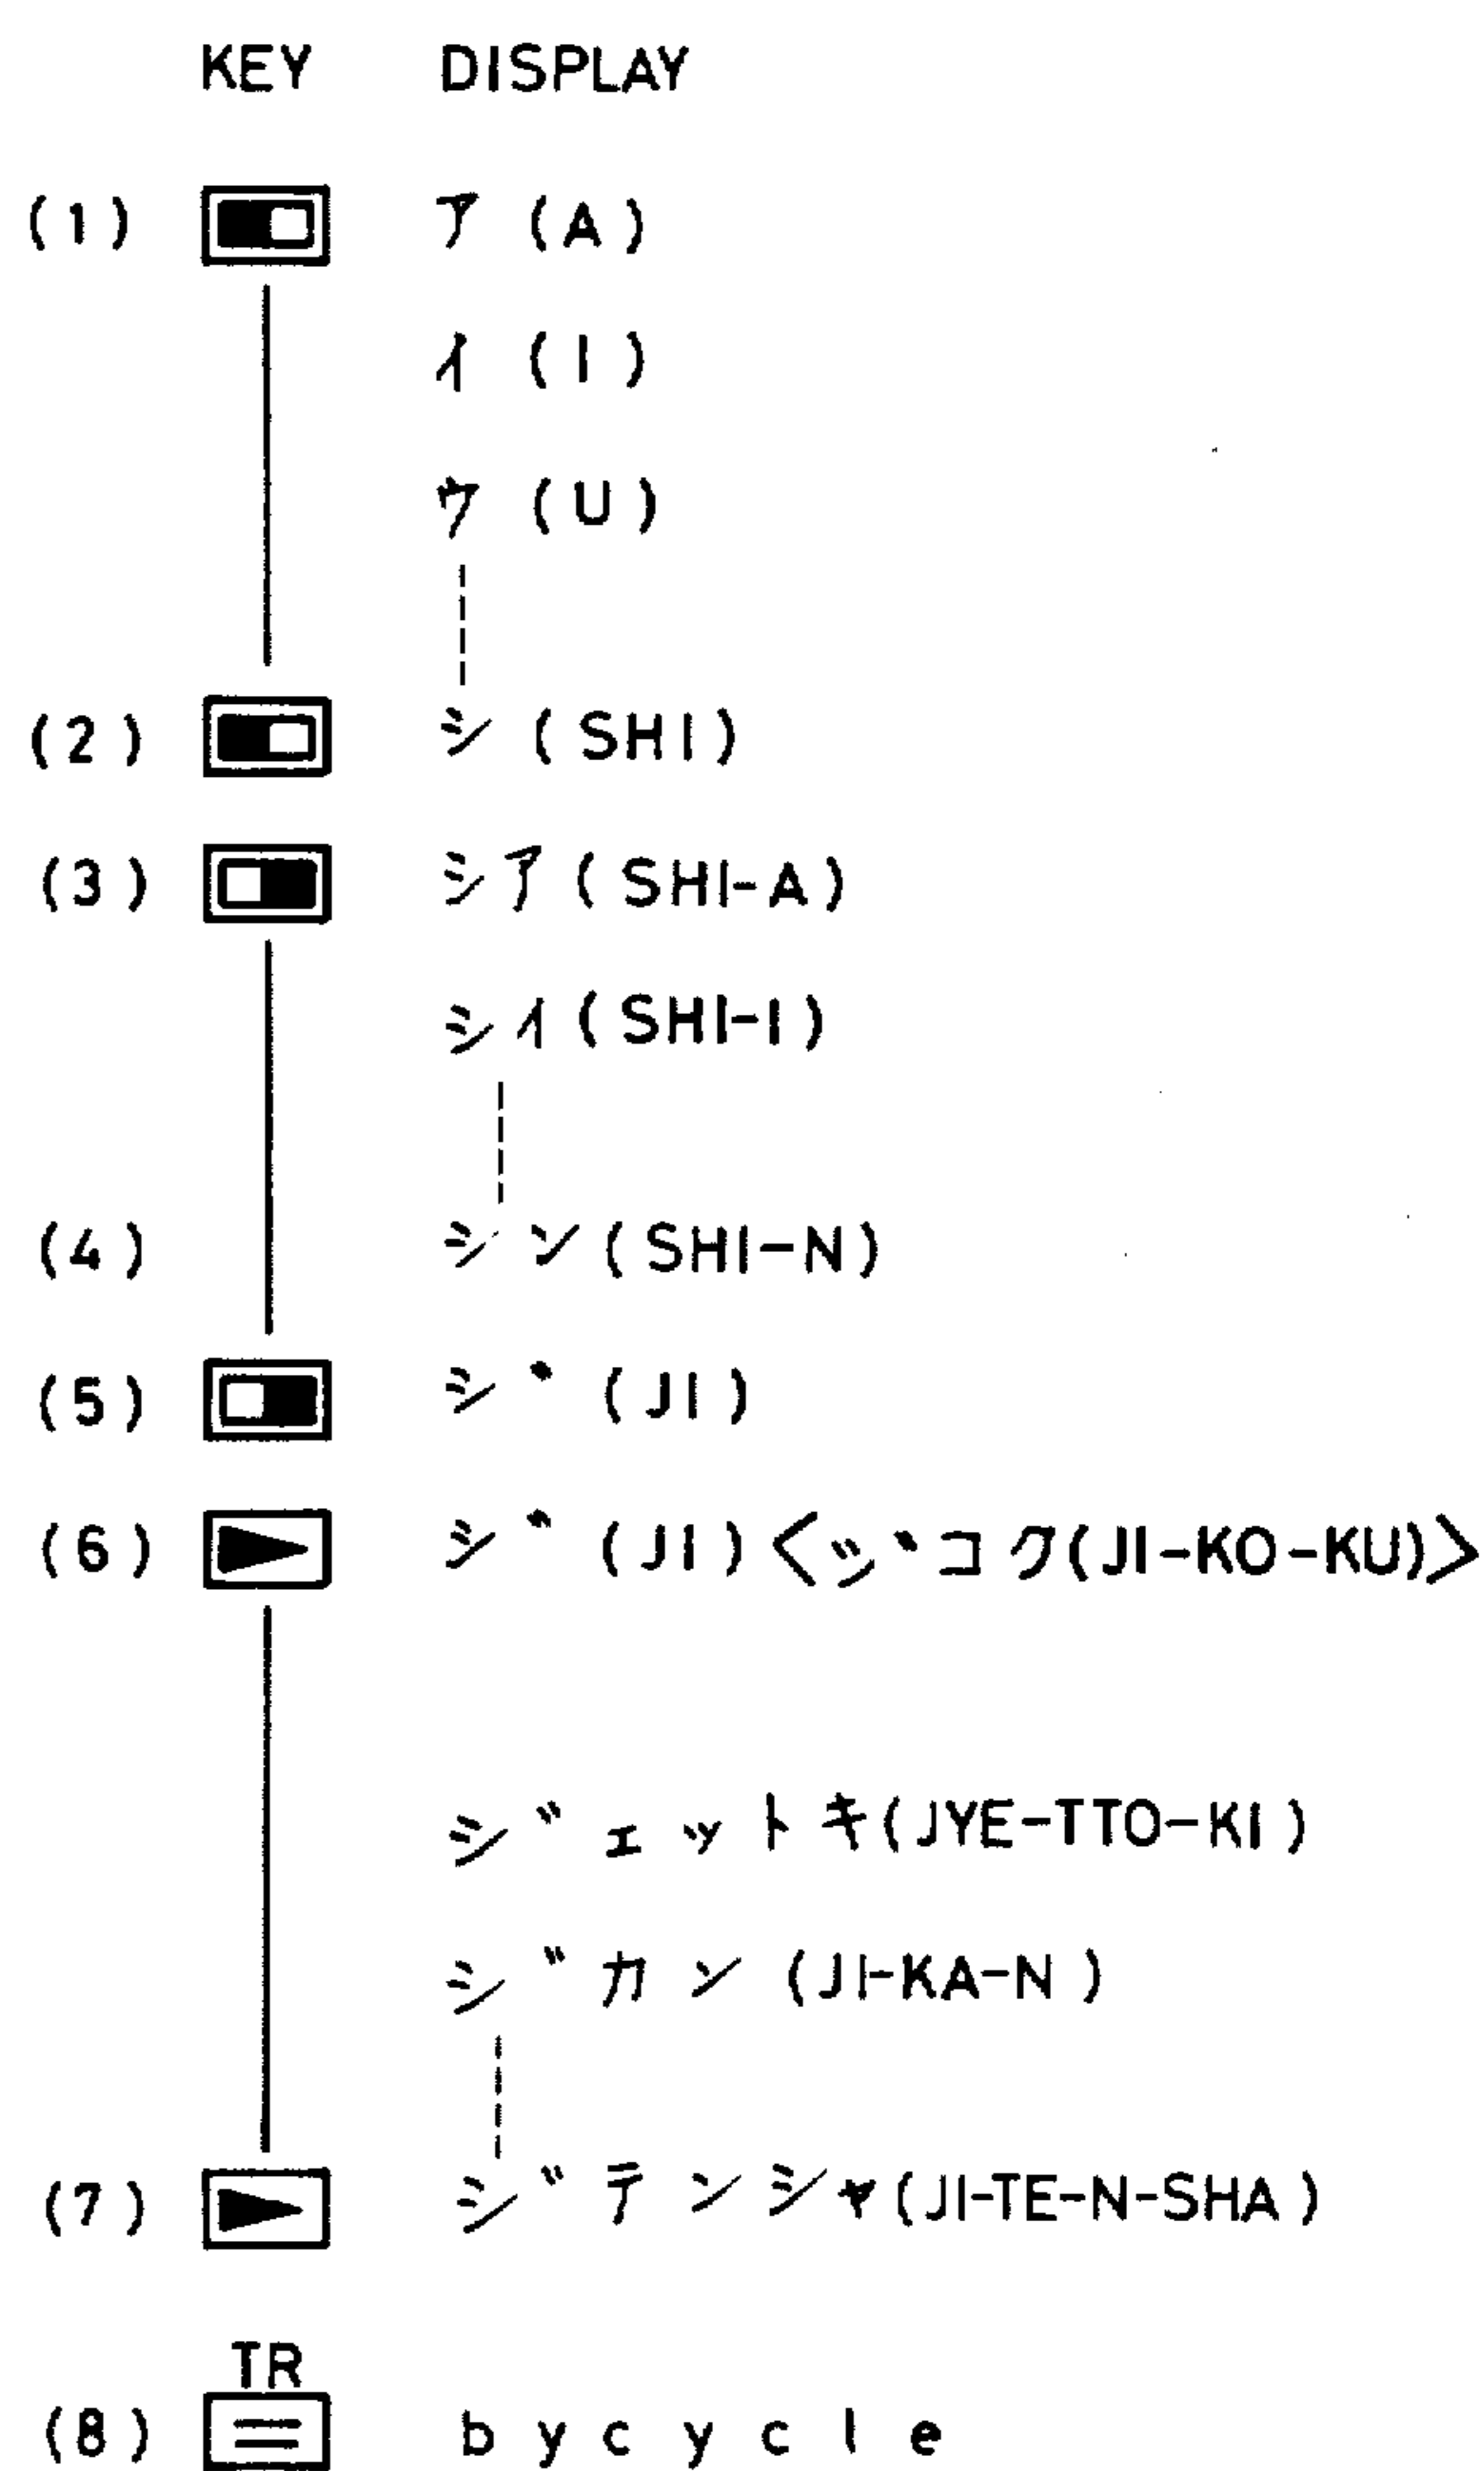 KEY DISPLAY
(1) ア (A)
イ (I)
ウ (U)
(2) シ (SHI)
(3) シア (SHI-A)
シイ (SHI-I)
(4) シン (SHI-N)
(5) シ゛ (JI)
(6) シ゛ (JI) <ッ゛コク(JI-KO-KU)>
シ゛ェットキ(JYE-TTO-KI)
シ゛カン (JI-KA-N)
(7) シ゛テンシャ(JI-TE-N-SHA)
TR
(8) = bycycle